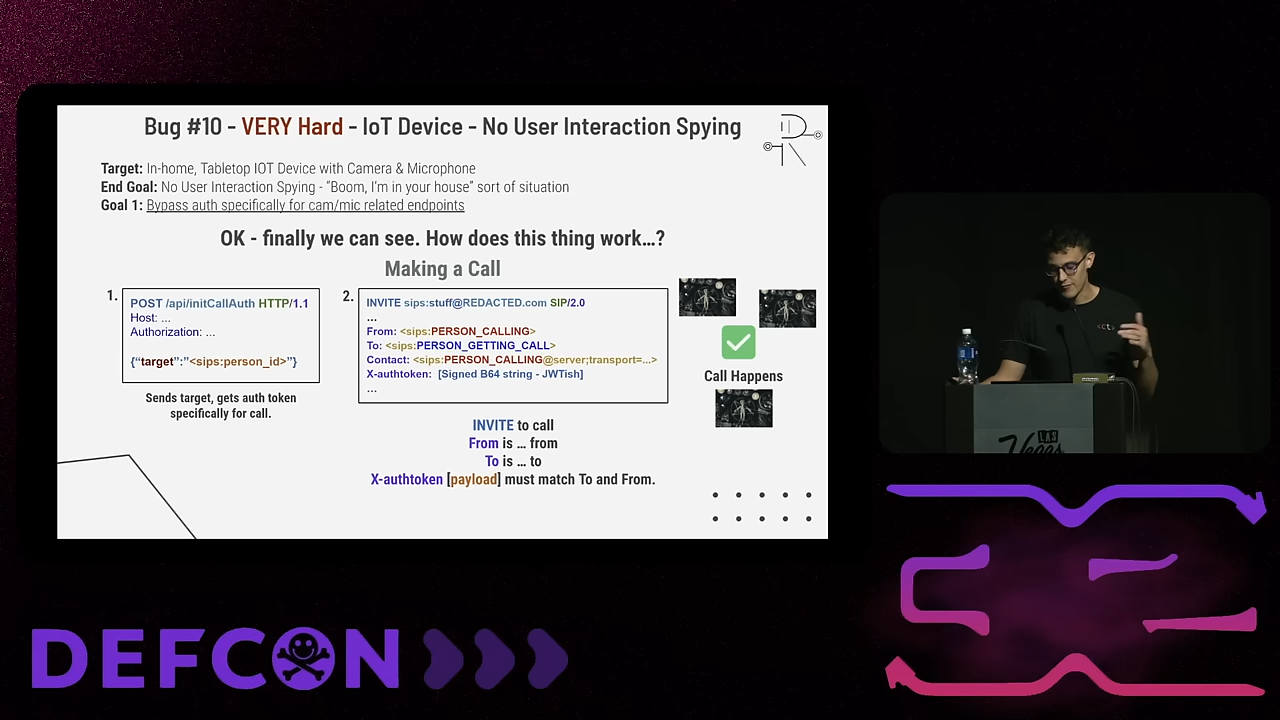 Bug #10 - VERY Hard - IoT Device - No User Interaction Spying
Target: In-home, Tabletop IOT Device with Camera & Microphone
End Goal: No User Interaction Spying - “Boom, I’m in your house” sort of situation
Goal 1: Bypass auth specifically for cam/mic related endpoints
OK - finally we can see. How does this thing work…?
Making a Call
1.
POST /api/initCallAuth HTTP/1.1
Host: ...
Authorization: ...
{“target”:”<sips:person_id>”}
Sends target, gets auth token
specifically for call.
2.
INVITE sips:stuff@REDACTED.com SIP/2.0
...
From: <sips:PERSON_CALLING>
To: <sips:PERSON_GETTING_CALL>
Contact: <sips:PERSON_CALLING@server;transport=...>
X-authtoken: [Signed B64 string - JWTish]
...
INVITE to call
From is … from
To is … to
X-authtoken [payload] must match To and From.
Call Happens
LAS
Vegas
DEFCON